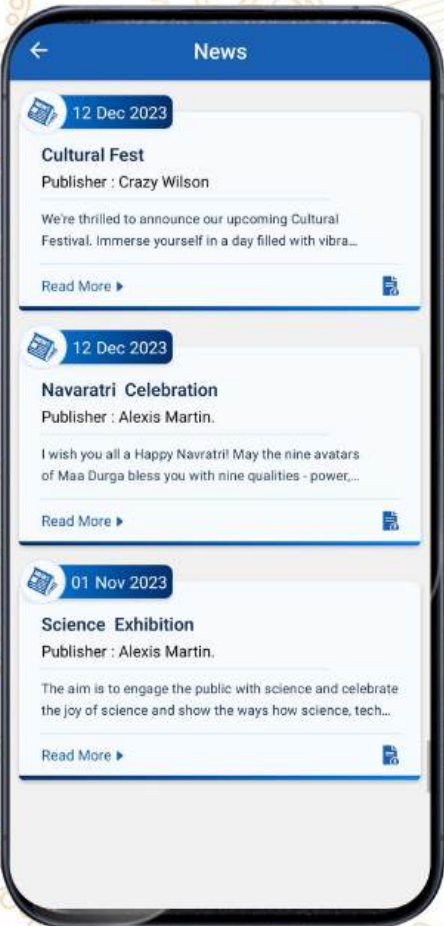 News
12 Dec 2023
Cultural Fest
Publisher : Crazy Wilson
We're thrilled to announce our upcoming Cultural
Festival. Immerse yourself in a day filled with vibra...
Read More
12 Dec 2023
Navaratri Celebration
Publisher : Alexis Martin.
I wish you all a Happy Navratri! May the nine avatars
of Maa Durga bless you with nine qualities - power,...
Read More
01 Nov 2023
Science Exhibition
Publisher : Alexis Martin.
The aim is to engage the public with science and celebrate
the joy of science and show the ways how science, tech...
Read More